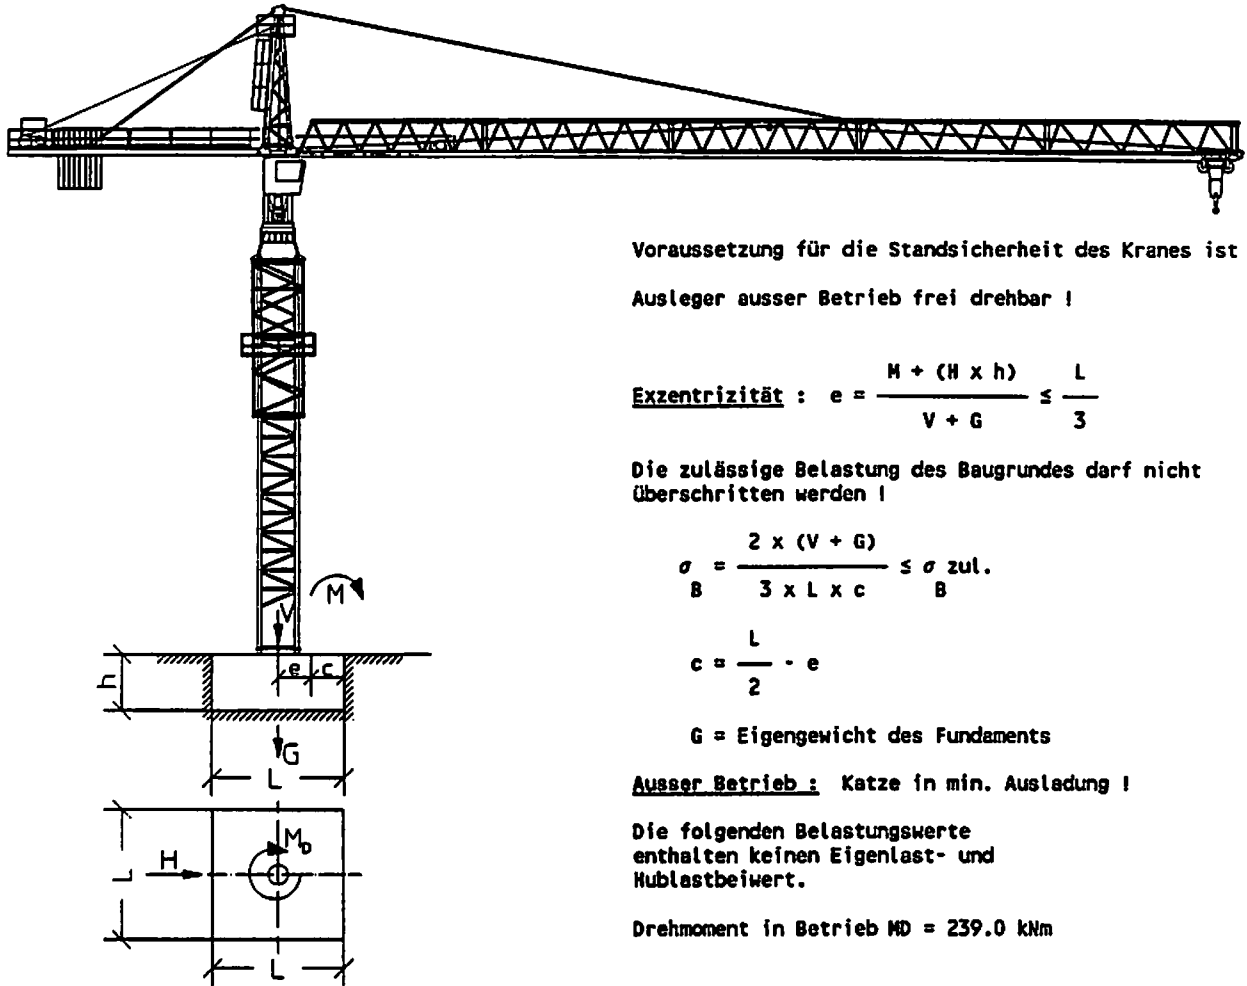 Voraussetzung für die Standsicherheit des Kranes ist
Ausleger ausser Betrieb frei drehbar !
Exzentrizität : e = M + (H x h) / V + G ≤ L / 3
Die zulässige Belastung des Baugrundes darf nicht
überschritten werden !
σ B = 2 x (V + G) / 3 x L x c ≤ σ B zul.
c = L / 2 - e
G = Eigengewicht des Fundaments
Ausser Betrieb : Katze in min. Ausladung !
Die folgenden Belastungswerte
enthalten keinen Eigenlast- und
Hublastbeiwert.
Drehmoment in Betrieb MD = 239.0 kNm
M
V
e c
h
G
L
M D
H
L
L